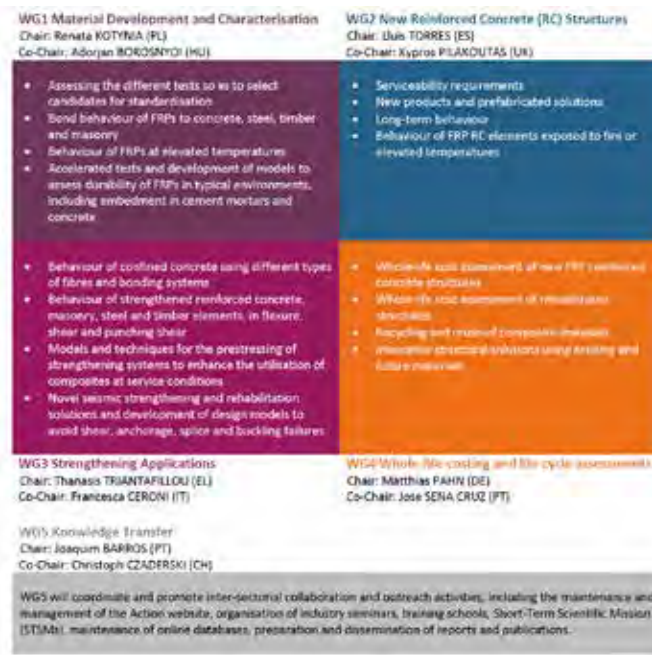 WG1 Material Development and Characterisation
Chair: Renata KOTYNIA (PL)
Co-Chair: Adorjan BOROSNYOI (HU)
• Assessing the different tests so as to select
candidates for standardisation
• Bond behaviour of FRPs to concrete, steel, timber
and masonry
• Behaviour of FRPs at elevated temperatures
• Accelerated tests and development of models to
assess durability of FRPs in typical environments,
including embedment in cement mortars and
concrete
WG2 New Reinforced Concrete (RC) Structures
Chair: Lluis TORRES (ES)
Co-Chair: Kypros PILAKOUTAS (UK)
• Serviceability requirements
• New products and prefabricated solutions
• Long-term behaviour
• Behaviour of FRP RC elements exposed to fire or
elevated temperatures
• Behaviour of confined concrete using different types
of fibres and bonding systems
• Behaviour of strengthened reinforced concrete,
masonry, steel and timber elements, in flexure,
shear and punching shear
• Models and techniques for the prestressing of
strengthening systems to enhance the utilisation of
composites at service conditions
• Novel seismic strengthening and rehabilitation
solutions and development of design models to
avoid shear, anchorage, splice and buckling failures
WG3 Strengthening Applications
Chair: Thanasis TRIANTAFILLOU (EL)
Co-Chair: Francesca CERONI (IT)
• Whole life cost assessment of new FRP reinforced
concrete structures
• Whole life cost assessment of rehabilitated
structures
• Recycling and reuse of composite materials
• Innovative structural solutions using existing and
future materials
WG4 Whole-life-costing and life cycle assessments
Chair: Matthias PAHN (DE)
Co-Chair: Jose SENA CRUZ (PT)
WG5 Knowledge Transfer
Chair: Joaquim BARROS (PT)
Co-Chair: Christoph CZADERSKI (CH)
WG5 will coordinate and promote inter-sectorial collaboration and outreach activities, including the maintenance and
management of the Action website, organisation of industry seminars, training schools, Short-Term Scientific Mission
(STSMs), maintenance of online databases, preparation and dissemination of reports and publications.